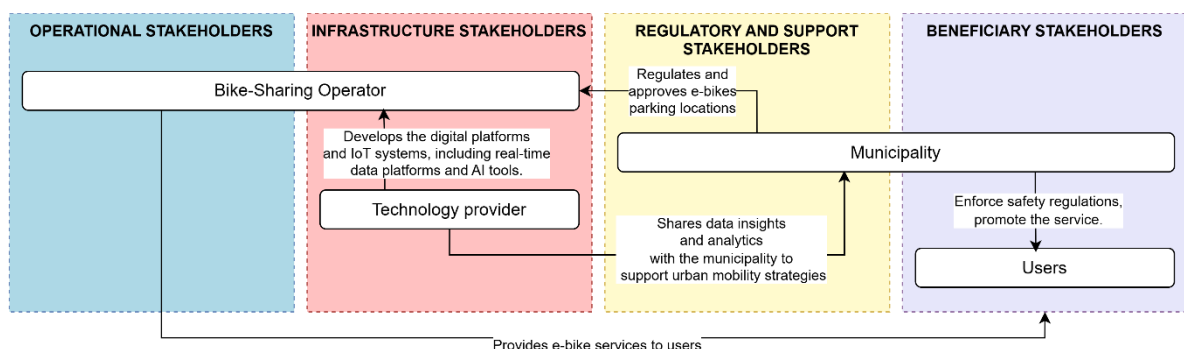 OPERATIONAL STAKEHOLDERS
INFRASTRUCTURE STAKEHOLDERS
REGULATORY AND SUPPORT
STAKEHOLDERS
BENEFICIARY STAKEHOLDERS
Bike-Sharing Operator
Regulates and
approves e-bikes
parking locations
Develops the digital platforms
and IoT systems, including real-time
data platforms and AI tools.
Municipality
Technology provider
Enforce safety regulations,
promote the service.
Shares data insights
and analytics
with the municipality to
support urban mobility strategies
Users
Provides e-bike services to users